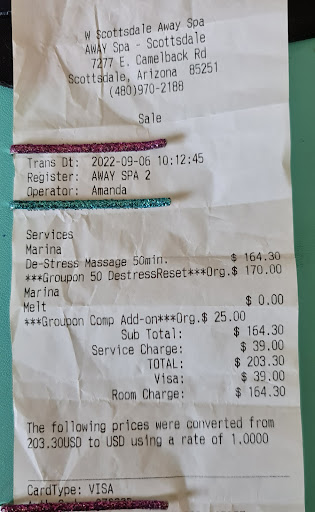 W Scottsdale Away Spa
AWAY Spa - Scottsdale
7277 E. Camelback Rd
Scottsdale, Arizona 85251
(480)970-2188
Sale
Trans Dt: 2022-09-06 10:12:45
Register: AWAY SPA 2
Operator: Amanda
Services
Marina
De-Stress Massage 50min. $ 164.30
***Groupon 50 DestressReset***Org.$ 170.00
Marina
Melt $ 0.00
***Groupon Comp Add-on***Org.$ 25.00
Sub Total: $ 164.30
Service Charge: $ 39.00
TOTAL: $ 203.30
Visa: $ 39.00
Room Charge: $ 164.30
The following prices were converted from
203.30USD to USD using a rate of 1.0000
CardType: VISA